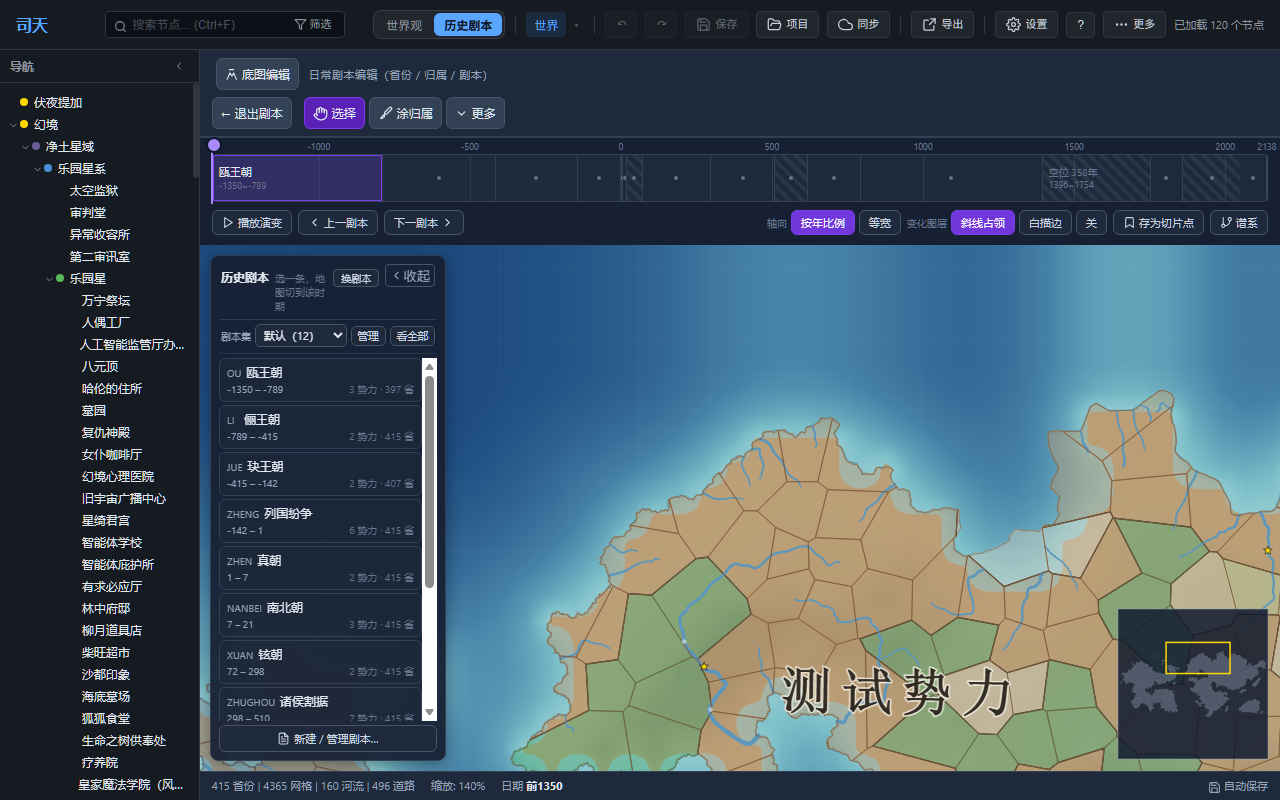 司天
搜索节点... (Ctrl+F)
筛选
世界观
历史剧本
世界
保存
项目
同步
导出
设置
?
更多
已加载 120 个节点
导航
伏夜提加
幻境
净土星域
乐园星系
太空监狱
审判堂
异常收容所
第二审讯室
乐园星
万宁祭坛
人偶工厂
人工智能监管厅办...
八元顶
哈伦的住所
墓园
复仇神殿
女仆咖啡厅
幻境心理医院
旧宇宙广播中心
星绮君宫
智能体学校
智能体庇护所
有求必应厅
林中府邸
柳月道具店
柴旺超市
沙都印象
海底墓场
狐狐食堂
生命之树供奉处
疗养院
皇家魔法学院（风...
底图编辑
日常剧本编辑（首份 / 归属 / 剧本）
← 退出剧本
选择
涂归属
更多
-1000
-500
0
500
1000
1500
2000
2138
瓯王朝
-1350~-789
空位 358年
1396~1754
播放演变
上一剧本
下一剧本
轴向
按年比例
等宽
变化图层
斜线占领
白描边
关
存为切片点
谱系
历史剧本
选一条，地图切到该时期
换剧本
收起
剧本集
默认（12）
管理
看全部
OU 瓯王朝
-1350 – -789
3 势力 · 397 省
LI 俪王朝
-789 – -415
2 势力 · 415 省
JUE 玦王朝
-415 – -142
2 势力 · 407 省
ZHENG 列国纷争
-142 – 1
6 势力 · 415 省
ZHEN 真朝
1 – 7
2 势力 · 415 省
NANBEI 南北朝
7 – 21
3 势力 · 415 省
XUAN 铉朝
72 – 298
2 势力 · 415 省
ZHUGHOU 诸侯割据
298 – 510
7 势力 · 415 省
新建 / 管理剧本...
测试势力
415 省份 | 4365 网格 | 160 河流 | 496 道路
缩放: 140%
日期 前1350
自动保存